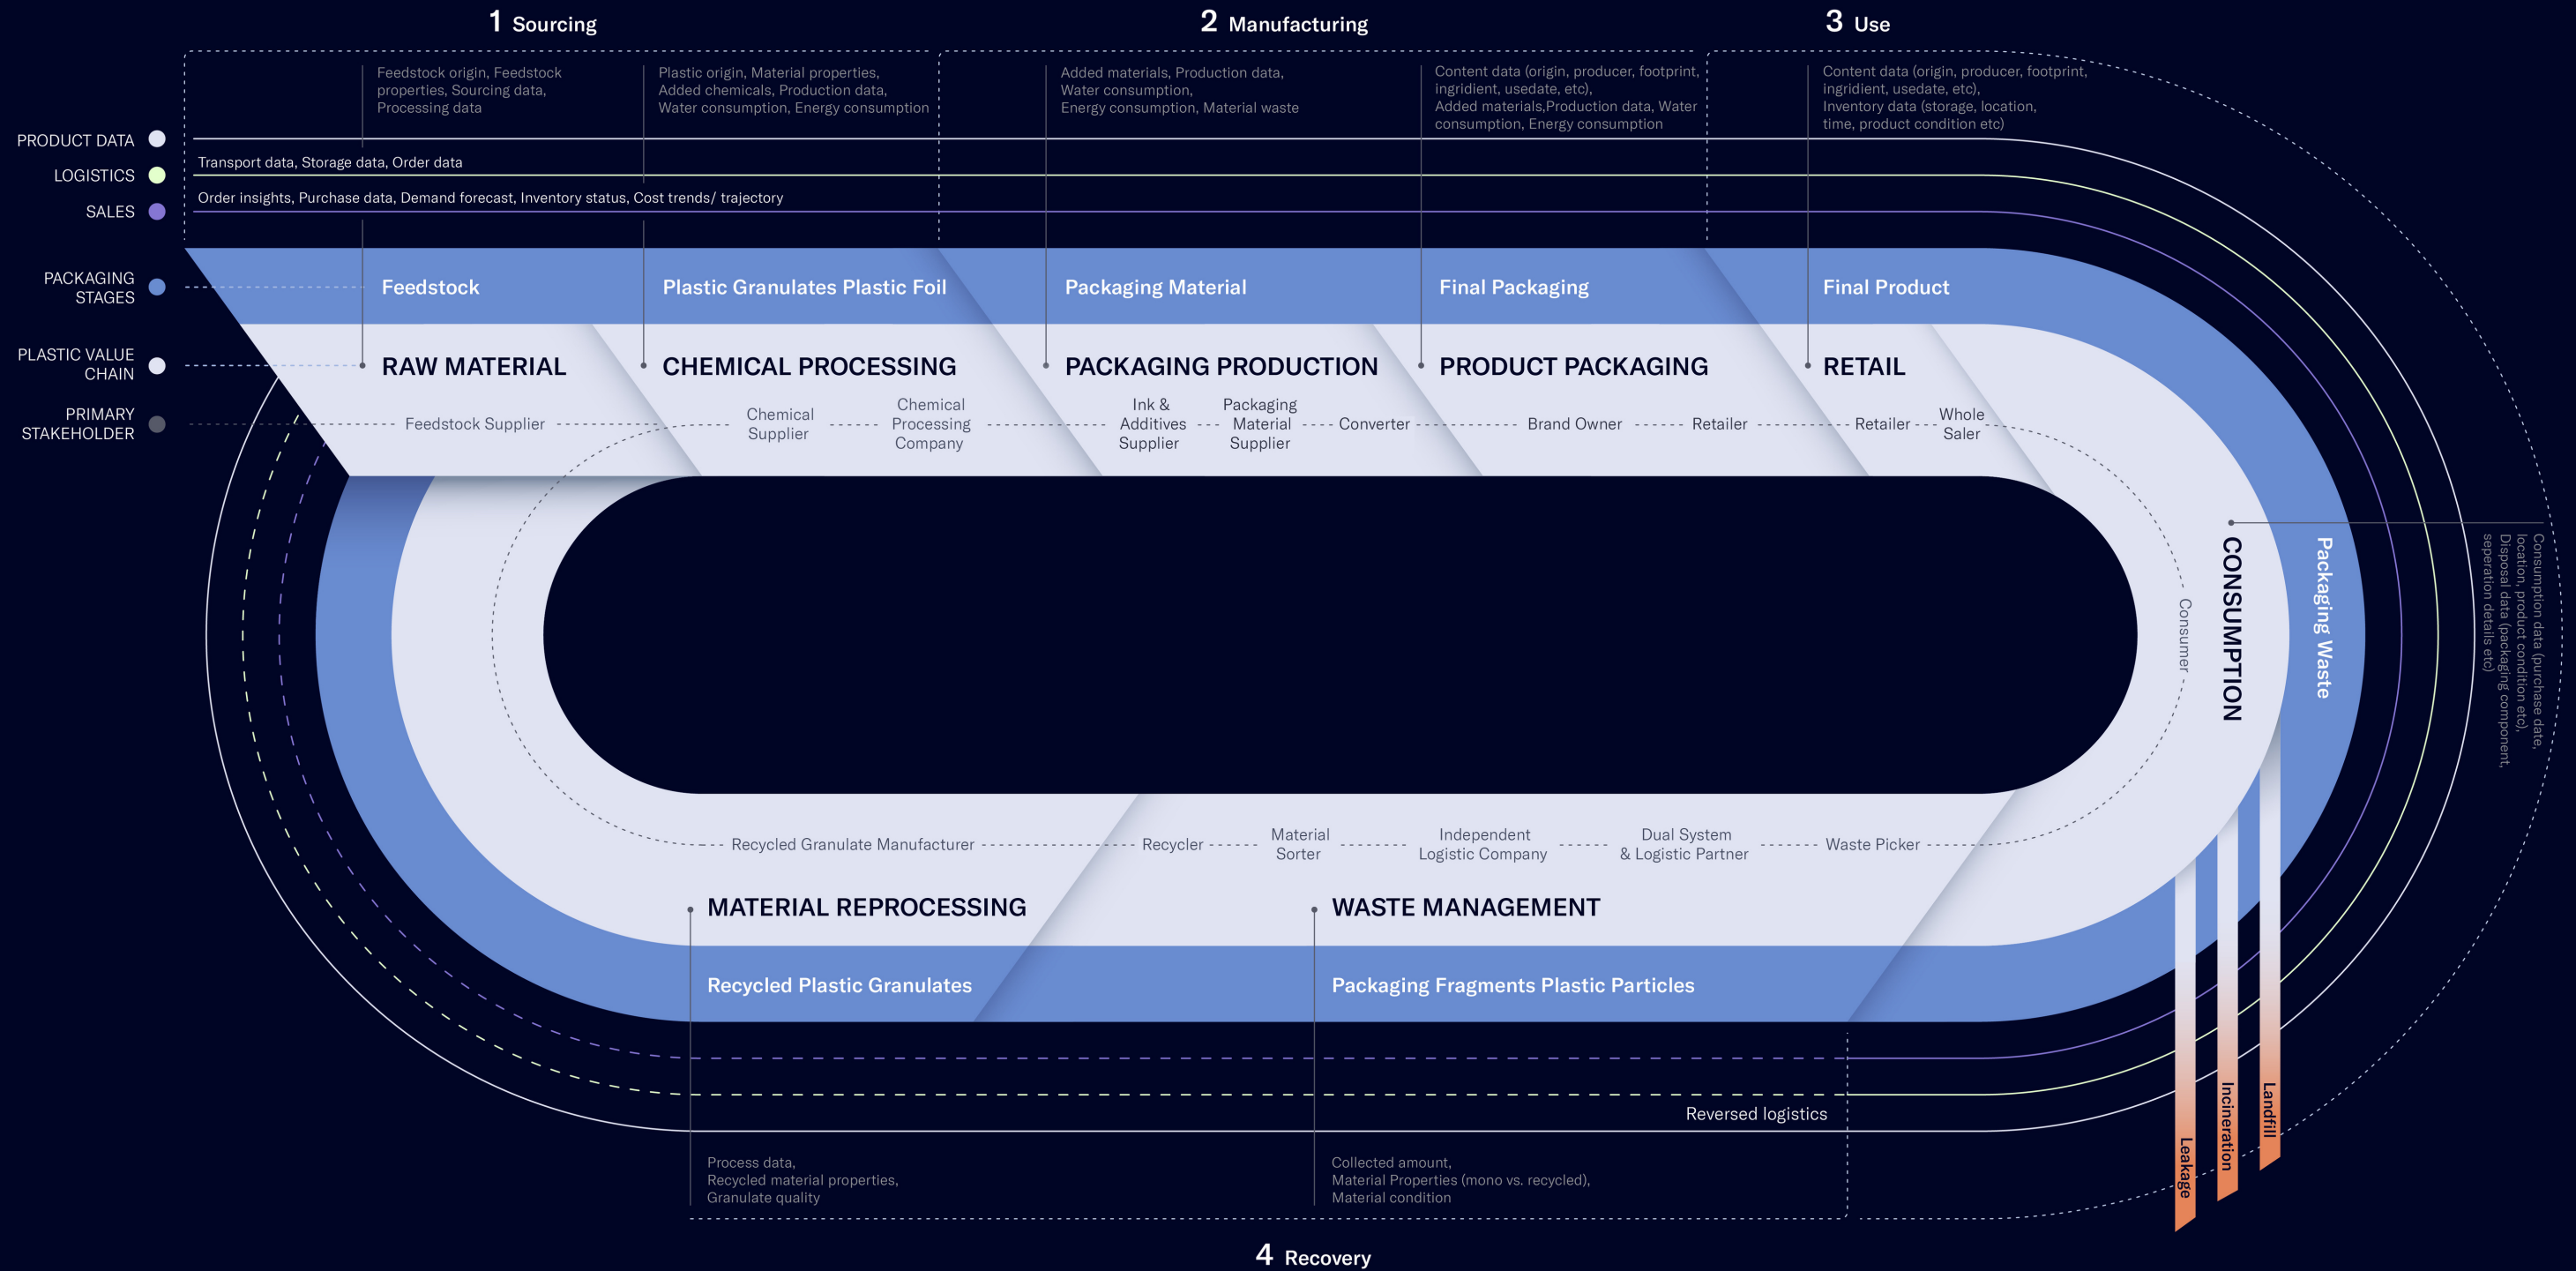 1 Sourcing
2 Manufacturing
3 Use
Feedstock origin, Feedstock
properties, Sourcing data,
Processing data
Plastic origin, Material properties,
Added chemicals, Production data,
Water consumption, Energy consumption
Added materials, Production data,
Water consumption,
Energy consumption, Material waste
Content data (origin, producer, footprint,
ingridient, usedate, etc),
Added materials,Production data, Water
consumption, Energy consumption
Content data (origin, producer, footprint,
ingridient, usedate, etc),
Inventory data (storage, location,
time, product condition etc)
PRODUCT DATA
Transport data, Storage data, Order data
LOGISTICS
Order insights, Purchase data, Demand forecast, Inventory status, Cost trends/ trajectory
SALES
PACKAGING
STAGES
Feedstock
Plastic Granulates Plastic Foil
Packaging Material
Final Packaging
Final Product
PLASTIC VALUE
CHAIN
RAW MATERIAL
CHEMICAL PROCESSING
PACKAGING PRODUCTION
PRODUCT PACKAGING
RETAIL
PRIMARY
STAKEHOLDER
Feedstock Supplier
Chemical
Supplier
Chemical
Processing
Company
Ink &
Additives
Supplier
Packaging
Material
Supplier
Converter
Brand Owner
Retailer
Retailer
Whole
Saler
Consumer
CONSUMPTION
Packaging Waste
Consumption data (purchase date,
location, product condition etc),
Disposal data (packaging component,
seperation details etc)
Recycled Granulate Manufacturer
Recycler
Material
Sorter
Independent
Logistic Company
Dual System
& Logistic Partner
Waste Picker
MATERIAL REPROCESSING
WASTE MANAGEMENT
Recycled Plastic Granulates
Packaging Fragments Plastic Particles
Reversed logistics
Leakage
Incineration
Landfill
Process data,
Recycled material properties,
Granulate quality
Collected amount,
Material Properties (mono vs. recycled),
Material condition
4 Recovery